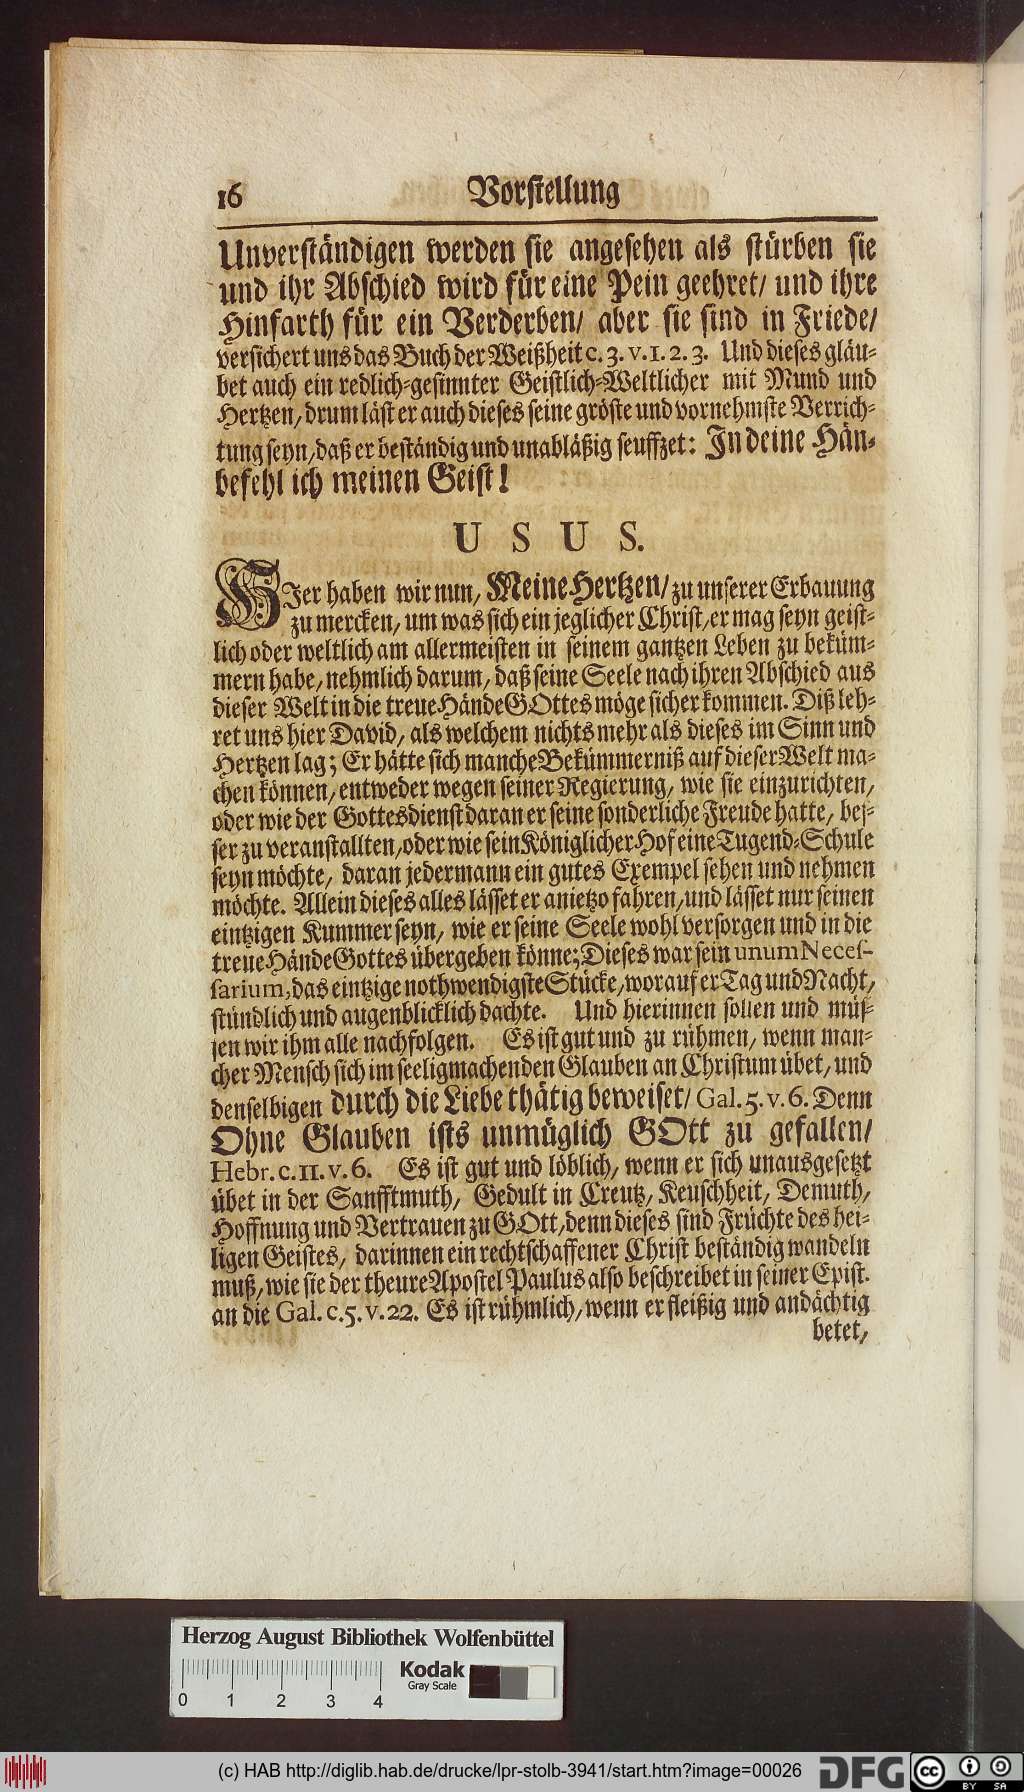 16 Vorstellung
Unverständigen werden sie angesehen als stürben sie
und ihr Abschied wird für eine Pein geehret/ und ihre
Hinfarth für ein Verderben/ aber sie sind in Friede/
versichert uns das Buch der Weißheit c. 3. v. 1. 2. 3. Und dieses gläu-
bet auch ein redlich-gesinnter Geistlich-Weltlicher mit Mund und
Hertzen, drum läst er auch dieses seine gröste und vornehmste Verrich-
tung seyn, daß er beständig und unabläßig seuffzet: In deine Hän-
befehl ich meinen Geist!
USUS.
HIer haben wir nun, Meine Hertzen/ zu unserer Erbauung
zu mercken, um was sich ein jeglicher Christ, er mag seyn geist-
lich oder weltlich am allermeisten in seinem gantzen Leben zu beküm-
mern habe, nehmlich darum, daß seine Seele nach ihren Abschied aus
dieser Welt in die treue Hände GOttes möge sicher kommen. Diß leh-
ret uns hier David, als welchem nichts mehr als dieses im Sinn und
Hertzen lag; Er hätte sich manche Bekümmerniß auf dieser Welt ma-
chen können, entweder wegen seiner Regierung, wie sie einzurichten,
oder wie der Gottesdienst daran er seine sonderliche Freude hatte, bes-
ser zu veranstallten, oder wie sein Königlicher Hof eine Tugend-Schule
seyn möchte, daran jedermann ein gutes Exempel sehen und nehmen
möchte. Allein dieses alles lässet er anietzo fahren, und lässet nur seinen
eintzigen Kummer seyn, wie er seine Seele wohl versorgen und in die
treue Hände Gottes übergeben könne; Dieses war sein unum Neces-
sarium, das eintzige nothwendigste Stücke, worauf er Tag und Nacht,
stündlich und augenblicklich dachte. Und hierinnen sollen und müs-
sen wir ihm alle nachfolgen. Es ist gut und zu rühmen, wenn man-
cher Mensch sich im seeligmachenden Glauben an Christum übet, und
denselbigen durch die Liebe thätig beweiset/ Gal. 5. v. 6. Denn
Ohne Glauben ists unmüglich GOtt zu gefallen/
Hebr. c. 11. v. 6. Es ist gut und löblich, wenn er sich unausgesetzt
übet in der Sanfftmuth, Gedult in Creutz, Keuschheit, Demuth,
Hoffnung und Vertrauen zu GOtt, denn dieses sind Früchte des hei-
ligen Geistes, darinnen ein rechtschaffener Christ beständig wandeln
muß, wie sie der theure Apostel Paulus also beschreibet in seiner Epist.
an die Gal. c. 5. v. 22. Es ist rühmlich, wenn er fleißig und andächtig
betet,
Herzog August Bibliothek Wolfenbüttel
Kodak
Gray Scale
0 1 2 3 4
(c) HAB http://diglib.hab.de/drucke/lpr-stolb-3941/start.htm?image=00026
DFG
cc BY SA